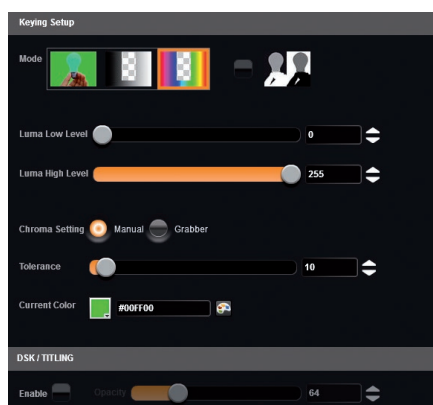 Keying Setup
Mode
Luma Low Level 0
Luma High Level 255
Chroma Setting Manual Grabber
Tolerance 10
Current Color #00FF00
DSK / TITLING
Enable Opacity 64